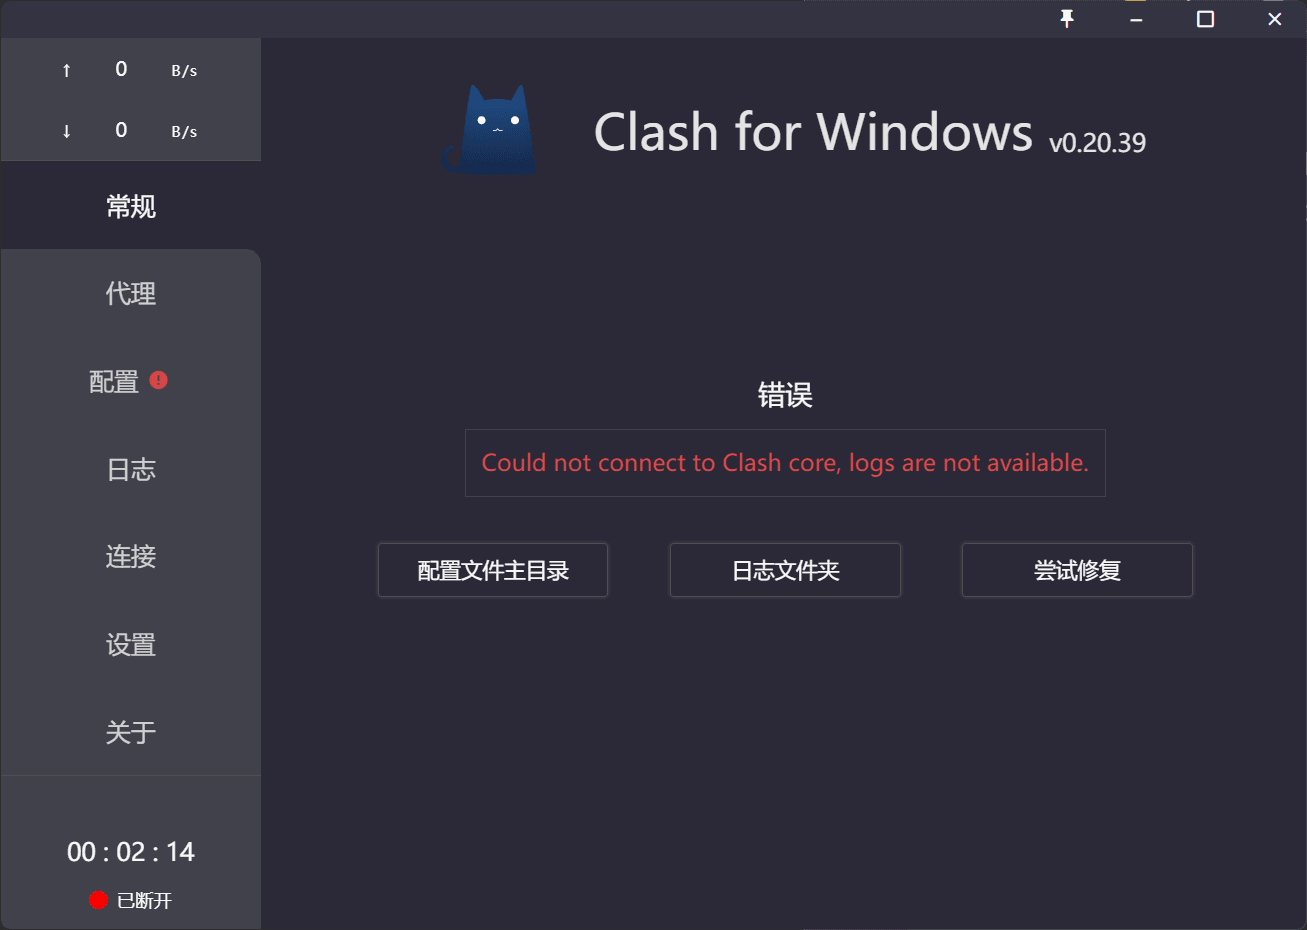 ↑ 0 B/s
↓ 0 B/s
常规
代理
配置
日志
连接
设置
关于
00 : 02 : 14
已断开
Clash for Windows v0.20.39
错误
Could not connect to Clash core, logs are not available.
配置文件主目录
日志文件夹
尝试修复